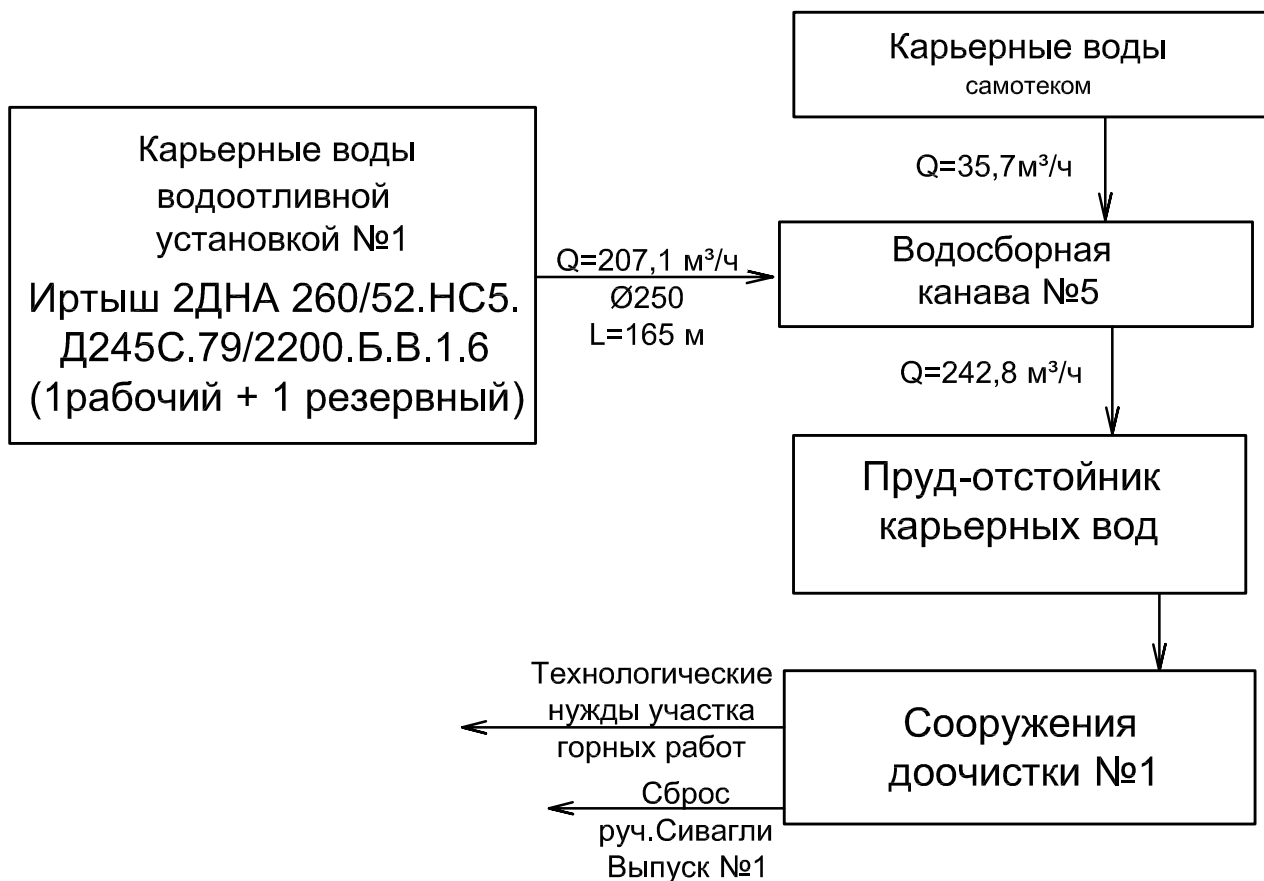 Карьерные воды
самотеком
Q=35,7м³/ч
Карьерные воды
водоотливной
установкой №1
Иртыш 2ДНА 260/52.НС5.
Д245С.79/2200.Б.В.1.6
(1рабочий + 1 резервный)
Q=207,1 м³/ч
Ø250
L=165 м
Водосборная
канава №5
Q=242,8 м³/ч
Пруд-отстойник
карьерных вод
Сооружения
доочистки №1
Технологические
нужды участка
горных работ
Сброс
руч.Сивагли
Выпуск №1